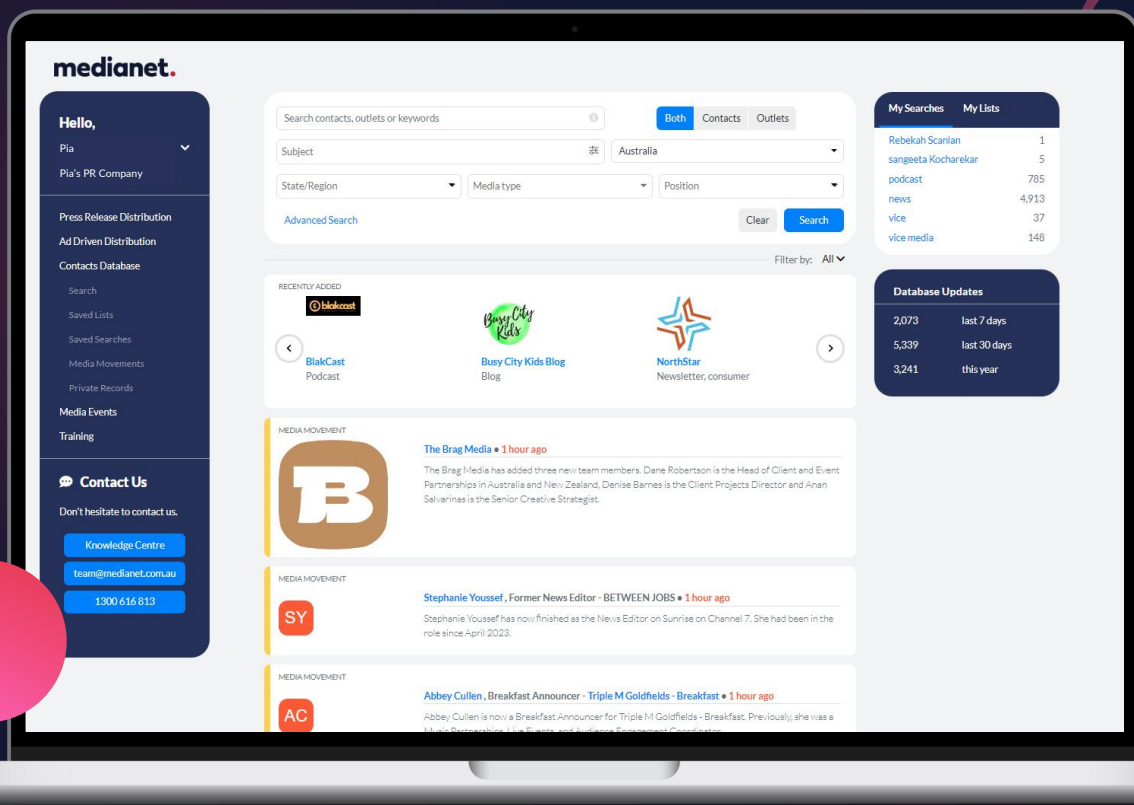 medianet.
Hello,
Pia
Pia's PR Company
Press Release Distribution
Ad Driven Distribution
Contacts Database
Search
Saved Lists
Saved Searches
Media Movements
Private Records
Media Events
Training
Contact Us
Don't hesitate to contact us.
Knowledge Centre
team@medianet.com.au
1300 616 813
Search contacts, outlets or keywords
Both Contacts Outlets
Subject
Australia
State/Region
Media type
Position
Advanced Search
Clear
Search
Filter by: All
RECENTLY ADDED
blakcast
BlakCast
Podcast
Busy City
Kids
Busy City Kids Blog
Blog
NorthStar
Newsletter, consumer
MEDIA MOVEMENT
B
The Brag Media • 1 hour ago
The Brag Media has added three new team members. Dane Robertson is the Head of Client and Event
Partnerships in Australia and New Zealand, Denise Barnes is the Client Projects Director and Anan
Salvarinas is the Senior Creative Strategist.
MEDIA MOVEMENT
SY
Stephanie Youssef , Former News Editor - BETWEEN JOBS • 1 hour ago
Stephanie Youssef has now finished as the News Editor on Sunrise on Channel 7. She had been in the
role since April 2023.
MEDIA MOVEMENT
AC
Abbey Cullen , Breakfast Announcer - Triple M Goldfields - Breakfast • 1 hour ago
Abbey Cullen is now a Breakfast Announcer for Triple M Goldfields - Breakfast. Previously, she was a
Music Partnerships, Live Events, and Audience Engagement Coordinator
My Searches My Lists
Rebekah Scanlan 1
sangeeta Kocharekar 5
podcast 785
news 4,913
vice 37
vice media 148
Database Updates
2,073 last 7 days
5,339 last 30 days
3,241 this year